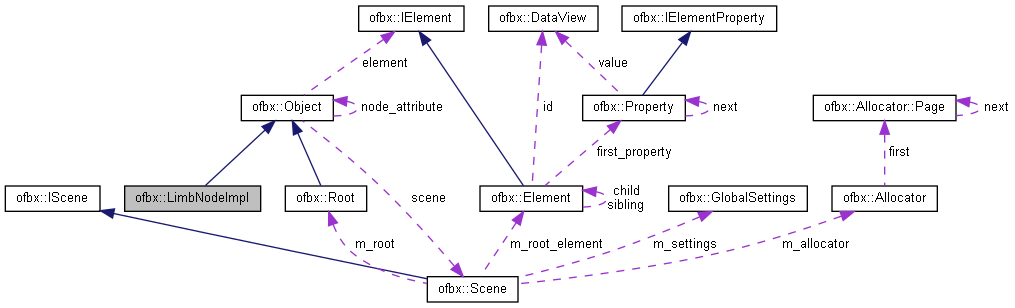 ofbx::IElement
ofbx::DataView
ofbx::IElementProperty
element
value
ofbx::Object
node_attribute
id
ofbx::Property
next
ofbx::Allocator::Page
next
first_property
first
ofbx::IScene
ofbx::LimbNodeImpl
ofbx::Root
scene
ofbx::Element
child
sibling
ofbx::GlobalSettings
ofbx::Allocator
m_root
m_root_element
m_settings
m_allocator
ofbx::Scene